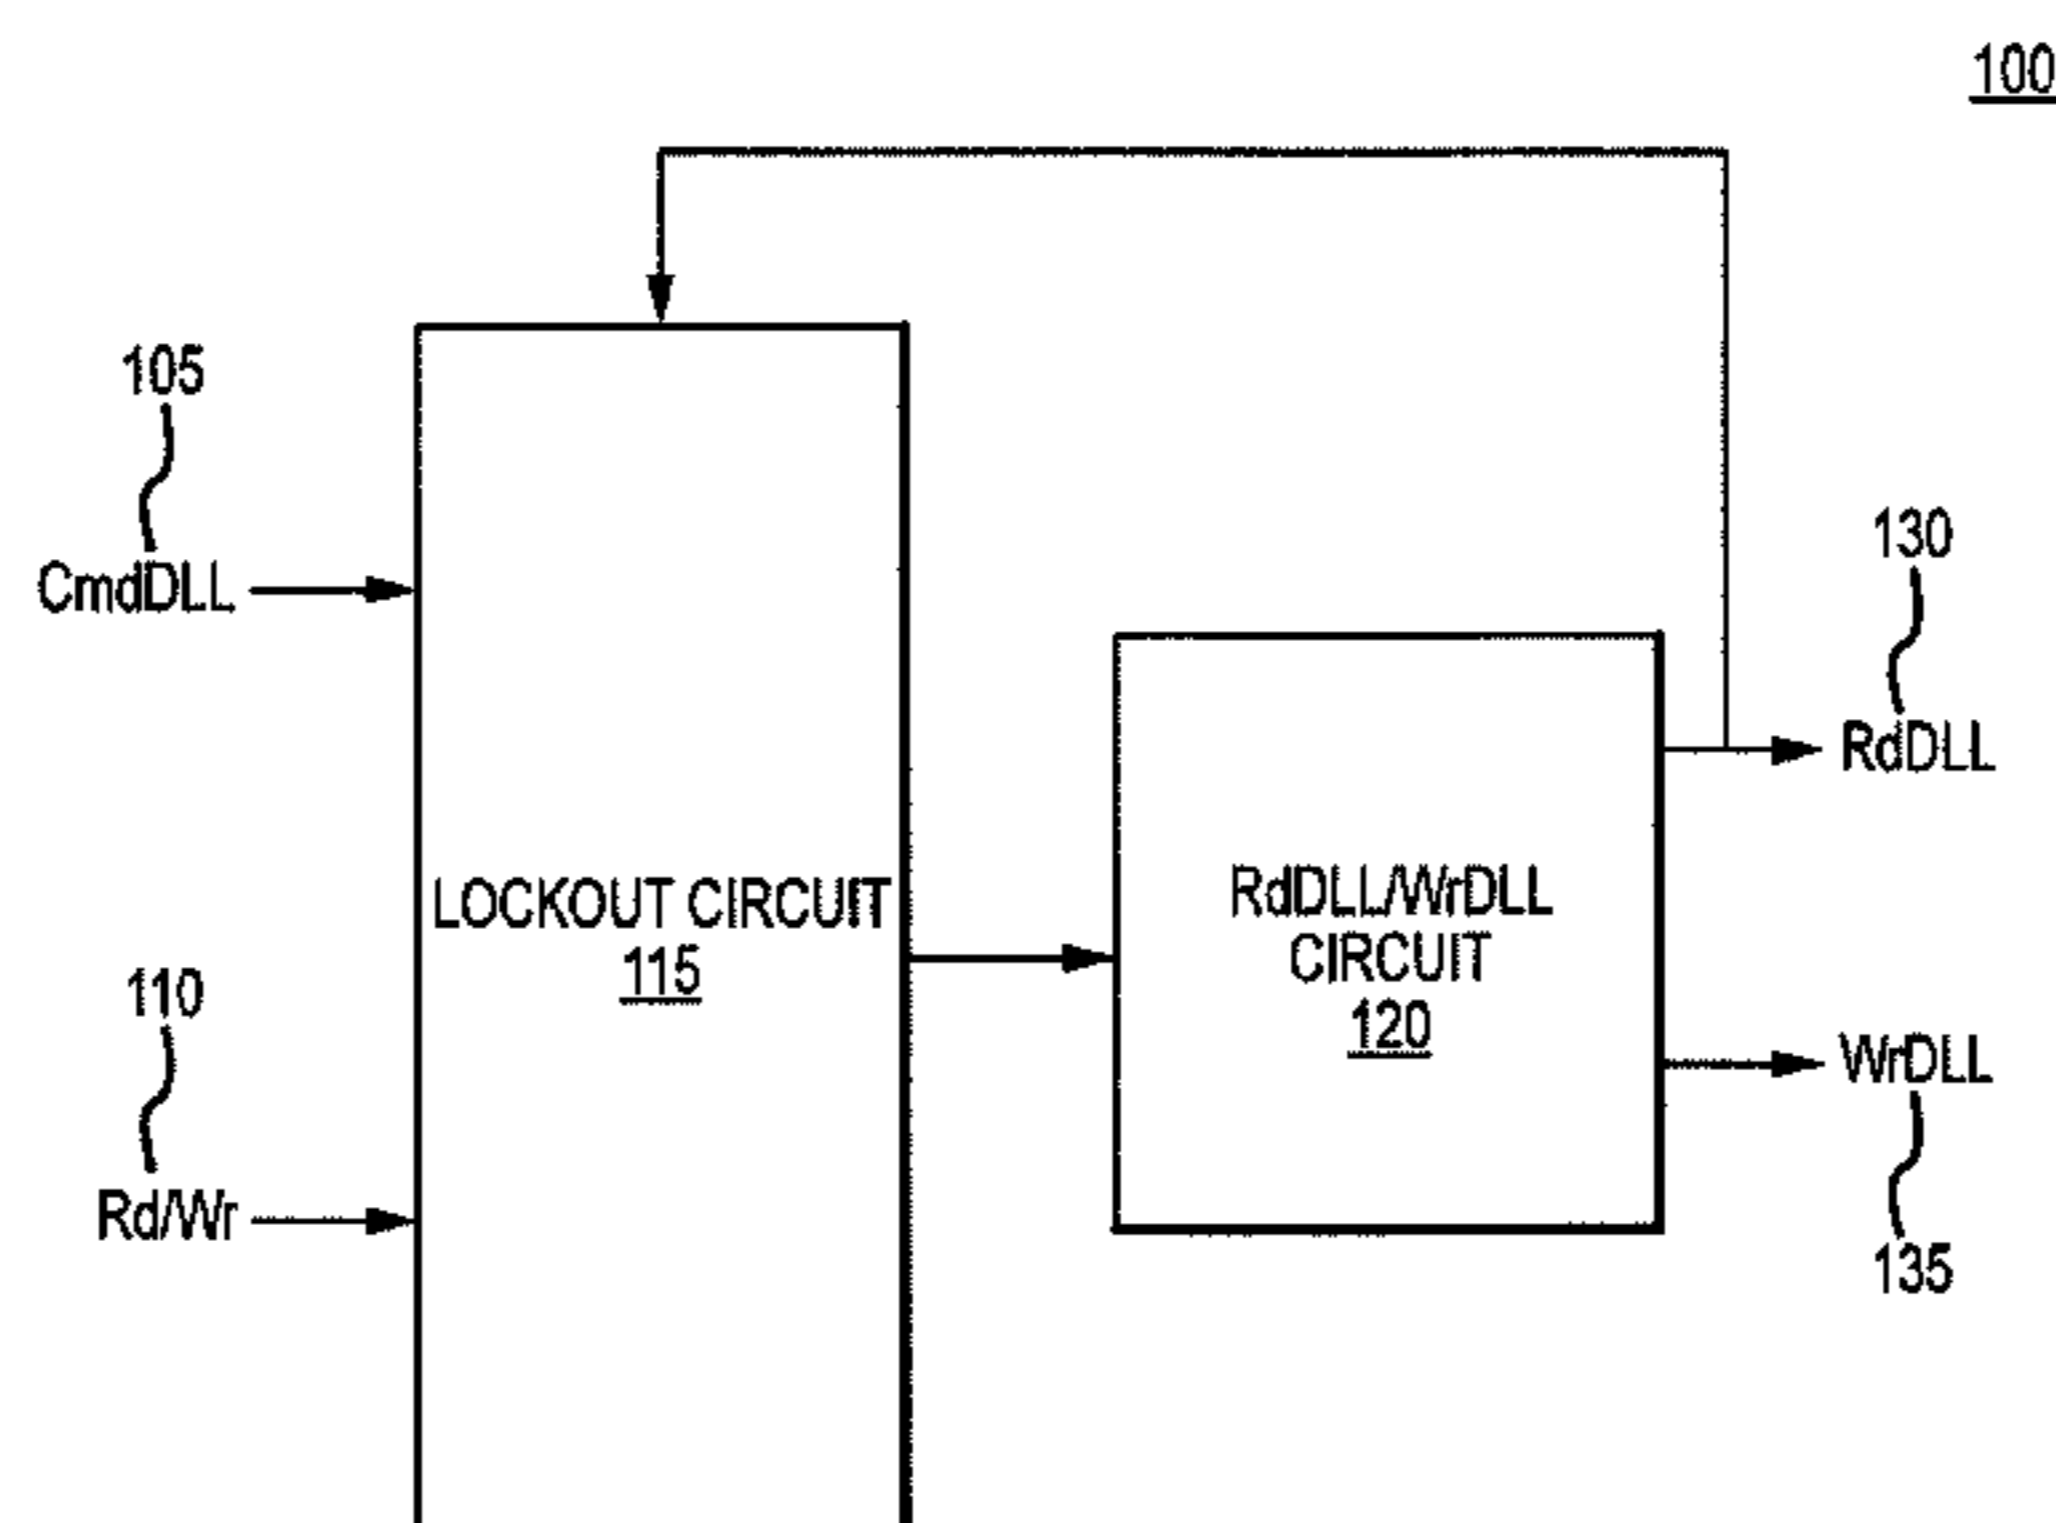 100
105
CmdDLL
130
RdDLL
LOCKOUT CIRCUIT
115
RdDLL/WrDLL
CIRCUIT
120
110
Rd/Wr
WrDLL
135